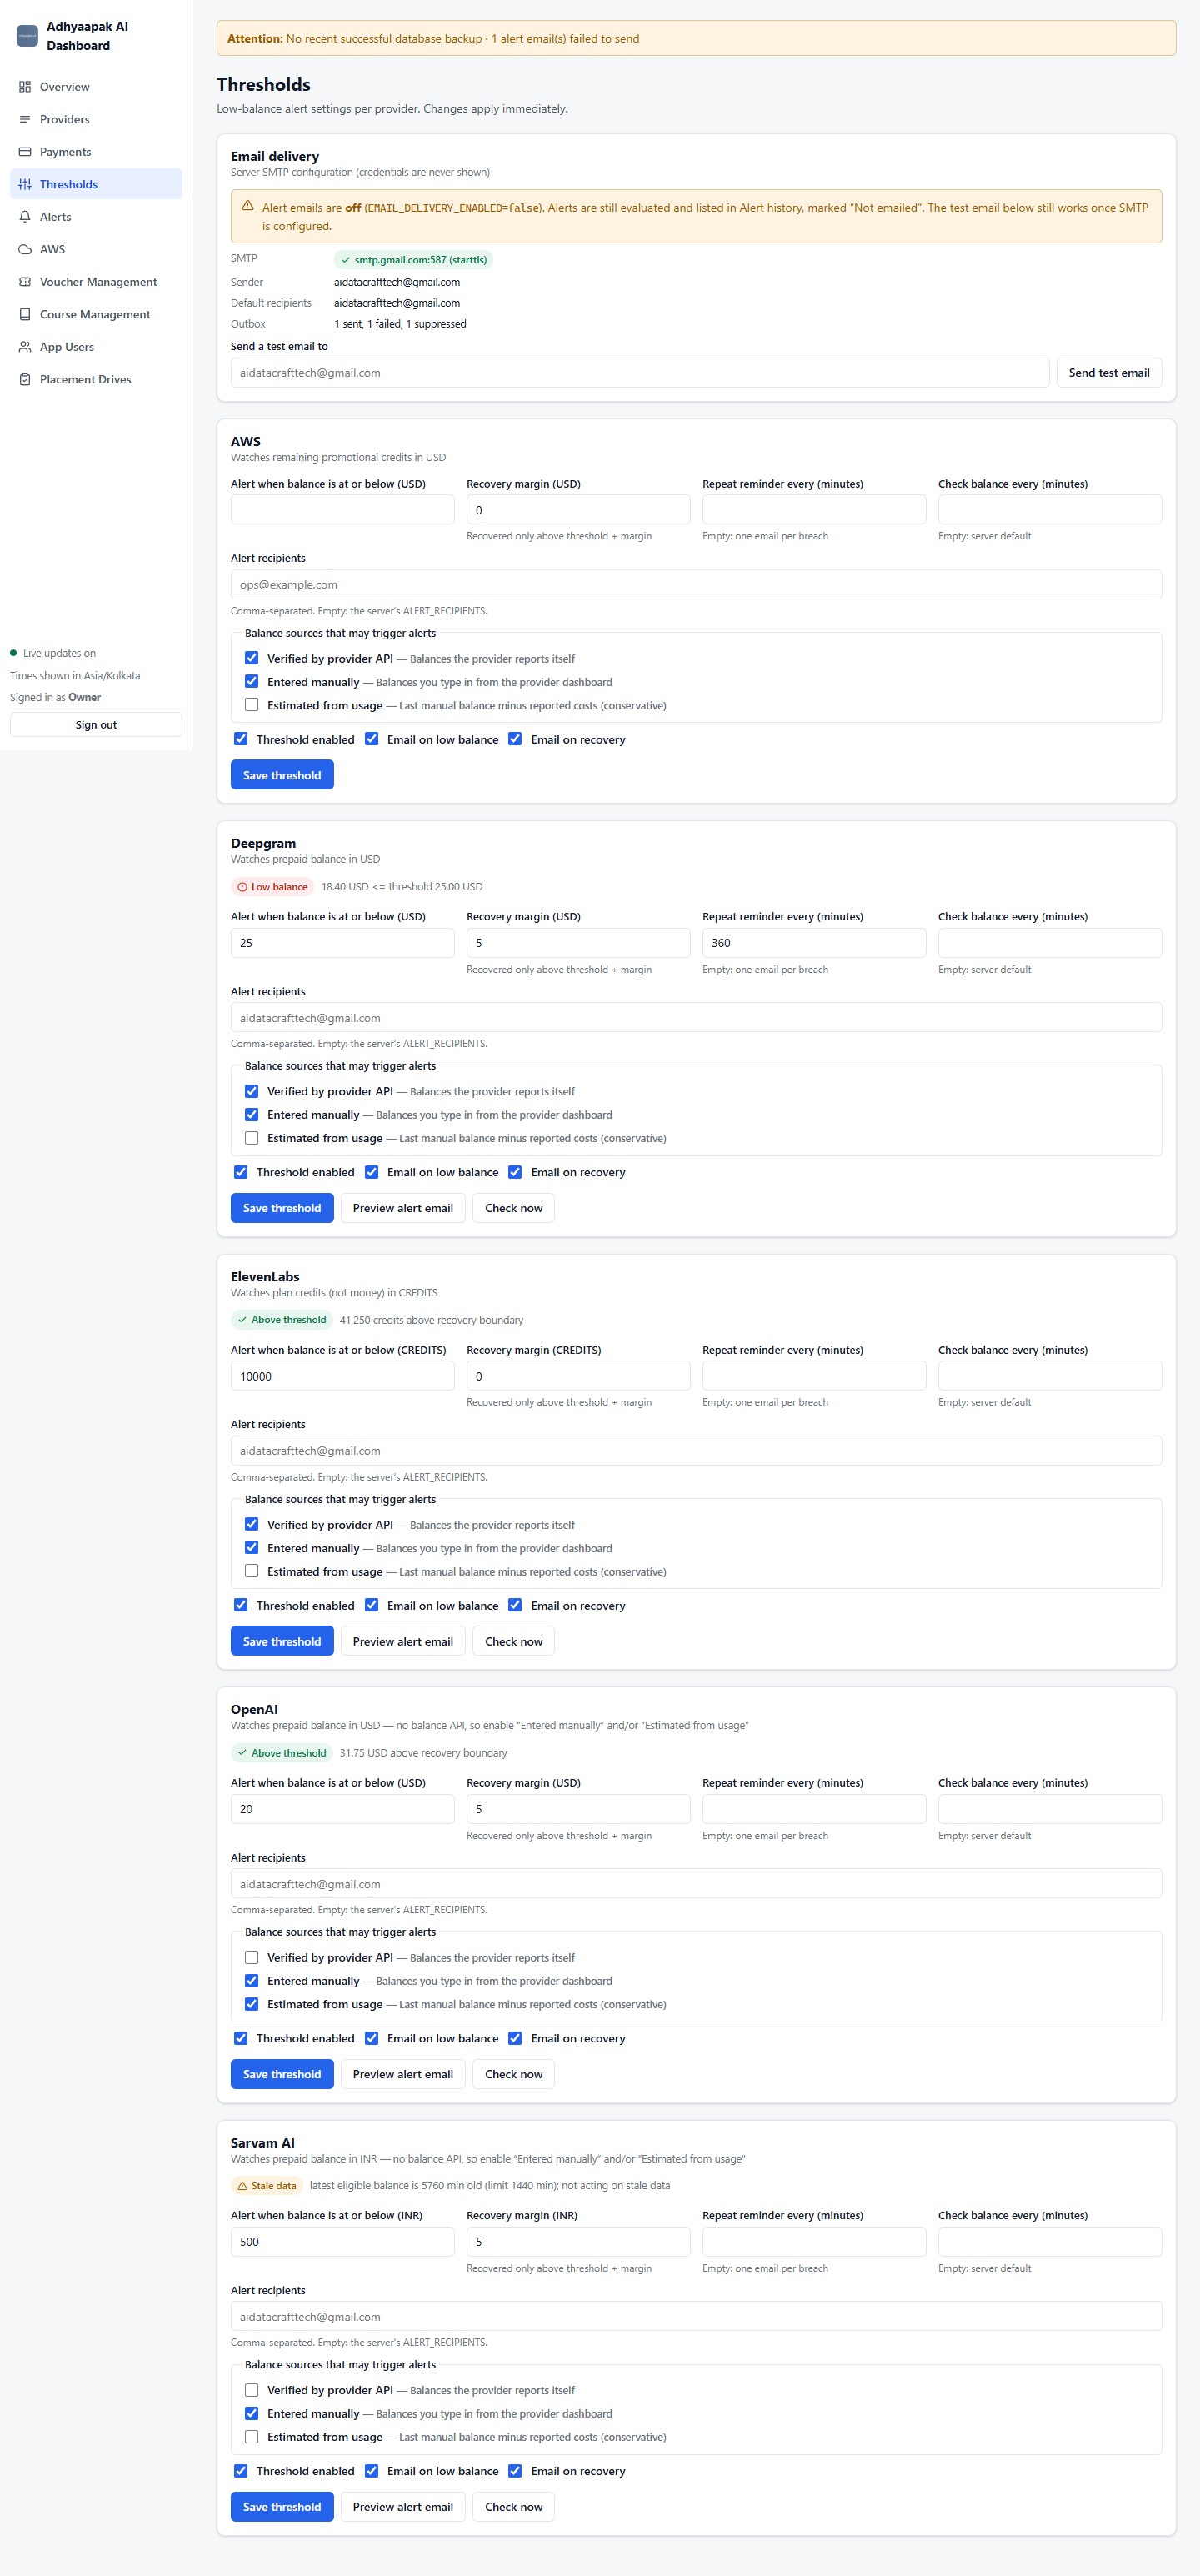 Adhyaapak AI
Dashboard
Overview
Providers
Payments
Thresholds
Alerts
AWS
Voucher Management
Course Management
App Users
Placement Drives
Live updates on
Times shown in Asia/Kolkata
Signed in as Owner
Sign out
Attention: No recent successful database backup · 1 alert email(s) failed to send
Thresholds
Low-balance alert settings per provider. Changes apply immediately.
Email delivery
Server SMTP configuration (credentials are never shown)
Alert emails are off (EMAIL_DELIVERY_ENABLED=false). Alerts are still evaluated and listed in Alert history, marked “Not emailed”. The test email below still works once SMTP
is configured.
SMTP smtp.gmail.com:587 (starttls)
Sender aidatacrafttech@gmail.com
Default recipients aidatacrafttech@gmail.com
Outbox 1 sent, 1 failed, 1 suppressed
Send a test email to
aidatacrafttech@gmail.com Send test email
AWS
Watches remaining promotional credits in USD
Alert when balance is at or below (USD) Recovery margin (USD) Repeat reminder every (minutes) Check balance every (minutes)
0
Recovered only above threshold + margin Empty: one email per breach Empty: server default
Alert recipients
ops@example.com
Comma-separated. Empty: the server's ALERT_RECIPIENTS.
Balance sources that may trigger alerts
Verified by provider API — Balances the provider reports itself
Entered manually — Balances you type in from the provider dashboard
Estimated from usage — Last manual balance minus reported costs (conservative)
Threshold enabled Email on low balance Email on recovery
Save threshold
Deepgram
Watches prepaid balance in USD
Low balance 18.40 USD <= threshold 25.00 USD
Alert when balance is at or below (USD) Recovery margin (USD) Repeat reminder every (minutes) Check balance every (minutes)
25 5 360
Recovered only above threshold + margin Empty: one email per breach Empty: server default
Alert recipients
aidatacrafttech@gmail.com
Comma-separated. Empty: the server's ALERT_RECIPIENTS.
Balance sources that may trigger alerts
Verified by provider API — Balances the provider reports itself
Entered manually — Balances you type in from the provider dashboard
Estimated from usage — Last manual balance minus reported costs (conservative)
Threshold enabled Email on low balance Email on recovery
Save threshold Preview alert email Check now
ElevenLabs
Watches plan credits (not money) in CREDITS
Above threshold 41,250 credits above recovery boundary
Alert when balance is at or below (CREDITS) Recovery margin (CREDITS) Repeat reminder every (minutes) Check balance every (minutes)
10000 0
Recovered only above threshold + margin Empty: one email per breach Empty: server default
Alert recipients
aidatacrafttech@gmail.com
Comma-separated. Empty: the server's ALERT_RECIPIENTS.
Balance sources that may trigger alerts
Verified by provider API — Balances the provider reports itself
Entered manually — Balances you type in from the provider dashboard
Estimated from usage — Last manual balance minus reported costs (conservative)
Threshold enabled Email on low balance Email on recovery
Save threshold Preview alert email Check now
OpenAI
Watches prepaid balance in USD — no balance API, so enable “Entered manually” and/or “Estimated from usage”
Above threshold 31.75 USD above recovery boundary
Alert when balance is at or below (USD) Recovery margin (USD) Repeat reminder every (minutes) Check balance every (minutes)
20 5
Recovered only above threshold + margin Empty: one email per breach Empty: server default
Alert recipients
aidatacrafttech@gmail.com
Comma-separated. Empty: the server's ALERT_RECIPIENTS.
Balance sources that may trigger alerts
Verified by provider API — Balances the provider reports itself
Entered manually — Balances you type in from the provider dashboard
Estimated from usage — Last manual balance minus reported costs (conservative)
Threshold enabled Email on low balance Email on recovery
Save threshold Preview alert email Check now
Sarvam AI
Watches prepaid balance in INR — no balance API, so enable “Entered manually” and/or “Estimated from usage”
Stale data latest eligible balance is 5760 min old (limit 1440 min); not acting on stale data
Alert when balance is at or below (INR) Recovery margin (INR) Repeat reminder every (minutes) Check balance every (minutes)
500 5
Recovered only above threshold + margin Empty: one email per breach Empty: server default
Alert recipients
aidatacrafttech@gmail.com
Comma-separated. Empty: the server's ALERT_RECIPIENTS.
Balance sources that may trigger alerts
Verified by provider API — Balances the provider reports itself
Entered manually — Balances you type in from the provider dashboard
Estimated from usage — Last manual balance minus reported costs (conservative)
Threshold enabled Email on low balance Email on recovery
Save threshold Preview alert email Check now